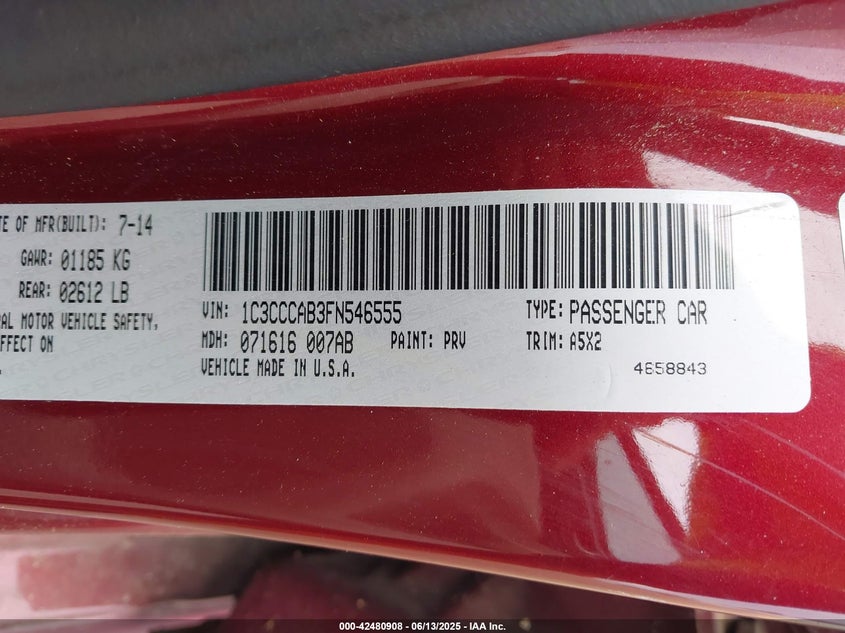 TE OF MFR(BUILT): 7-14
GAWR: 01185 KG
REAR: 02612 LB
RAL MOTOR VEHICLE SAFETY,
EFFECT ON
VIN: 1C3CCCAB3FN546555 TYPE: PASSENGER CAR
MDH: 071616 007AB PAINT: PRV TRIM: A5X2
VEHICLE MADE IN U.S.A. 4658843
000-42480908 - 06/13/2025 - IAA Inc.